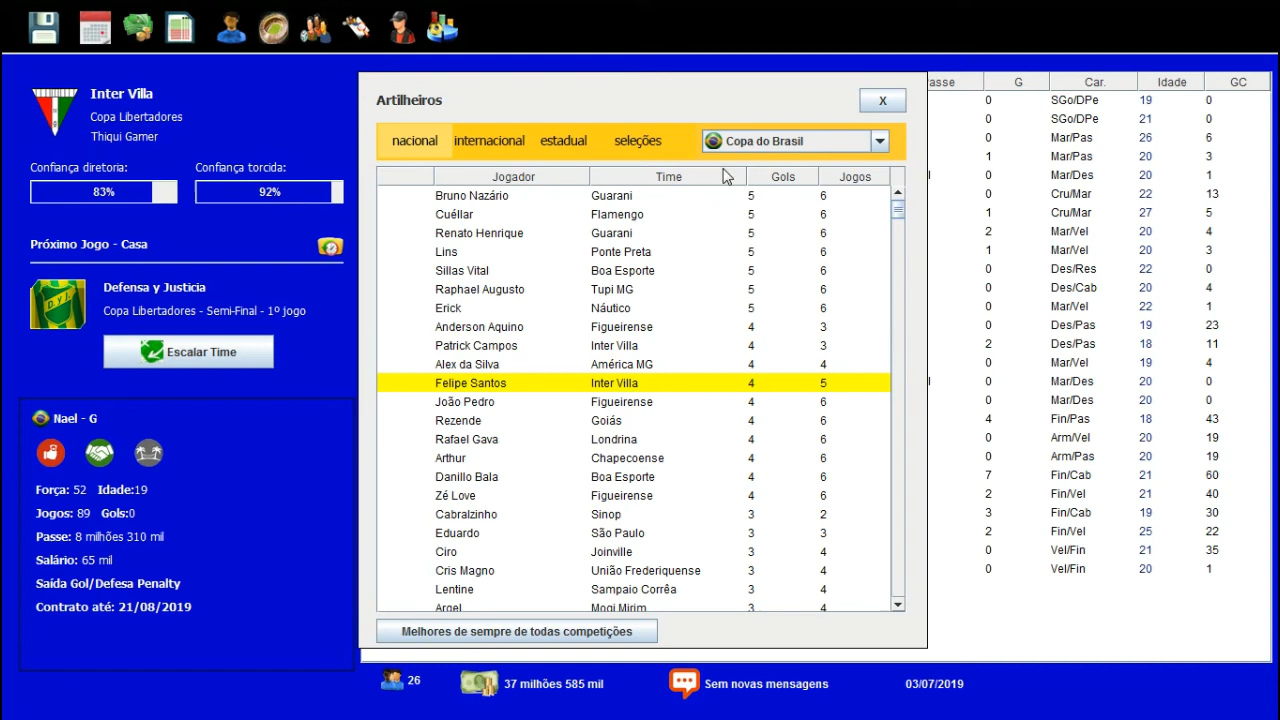 Inter Villa
Copa Libertadores
Thiqui Gamer
Confiança diretoria: Confiança torcida:
83% 92%
Próximo Jogo - Casa
Defensa y Justicia
Copa Libertadores - Semi-Final - 1º jogo
Escalar Time
Nael - G
Força: 52 Idade:19
Jogos: 89 Gols:0
Passe: 8 milhões 310 mil
Salário: 65 mil
Saída Gol/Defesa Penalty
Contrato até: 21/08/2019
Artilheiros X
nacional internacional estadual seleções Copa do Brasil
Jogador Time Gols Jogos
Bruno Nazário Guarani 5 6
Cuéllar Flamengo 5 6
Renato Henrique Guarani 5 6
Lins Ponte Preta 5 6
Sillas Vital Boa Esporte 5 6
Raphael Augusto Tupi MG 5 6
Erick Náutico 5 6
Anderson Aquino Figueirense 4 3
Patrick Campos Inter Villa 4 3
Alex da Silva América MG 4 4
Felipe Santos Inter Villa 4 5
João Pedro Figueirense 4 6
Rezende Goiás 4 6
Rafael Gava Londrina 4 6
Arthur Chapecoense 4 6
Danillo Bala Boa Esporte 4 6
Zé Love Figueirense 4 6
Cabralzinho Sinop 3 2
Eduardo São Paulo 3 3
Ciro Joinville 3 4
Cris Magno União Frederiquense 3 4
Lentine Sampaio Corrêa 3 4
Argel Mogi Mirim 3 4
Melhores de sempre de todas competições
asse G Car. Idade GC
0 SGo/DPe 19 0
0 SGo/DPe 21 0
0 Mar/Pas 26 6
1 Mar/Pas 20 3
0 Mar/Des 20 1
0 Cru/Mar 22 13
1 Cru/Mar 27 5
2 Mar/Vel 20 4
1 Mar/Vel 20 3
0 Des/Res 22 0
0 Des/Cab 20 4
0 Mar/Vel 22 1
0 Des/Pas 19 23
2 Des/Pas 18 11
0 Mar/Vel 19 4
0 Mar/Des 20 0
0 Mar/Des 20 0
4 Fin/Pas 18 43
0 Arm/Vel 20 19
0 Arm/Pas 20 19
7 Fin/Cab 21 60
2 Fin/Vel 21 40
3 Fin/Cab 19 30
2 Fin/Vel 25 22
0 Vel/Fin 21 35
0 Vel/Fin 20 1
26 37 milhões 585 mil Sem novas mensagens 03/07/2019